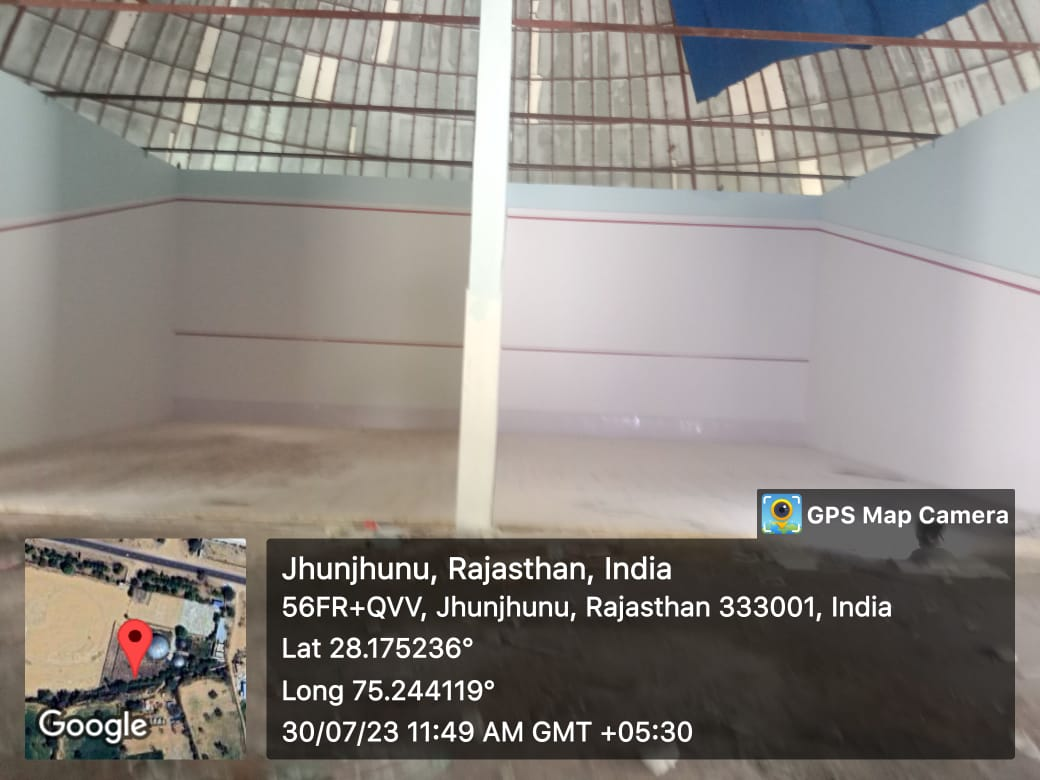 GPS Map Camera
Jhunjhunu, Rajasthan, India
56FR+QVV, Jhunjhunu, Rajasthan 333001, India
Lat 28.175236°
Long 75.244119°
30/07/23 11:49 AM GMT +05:30
Google